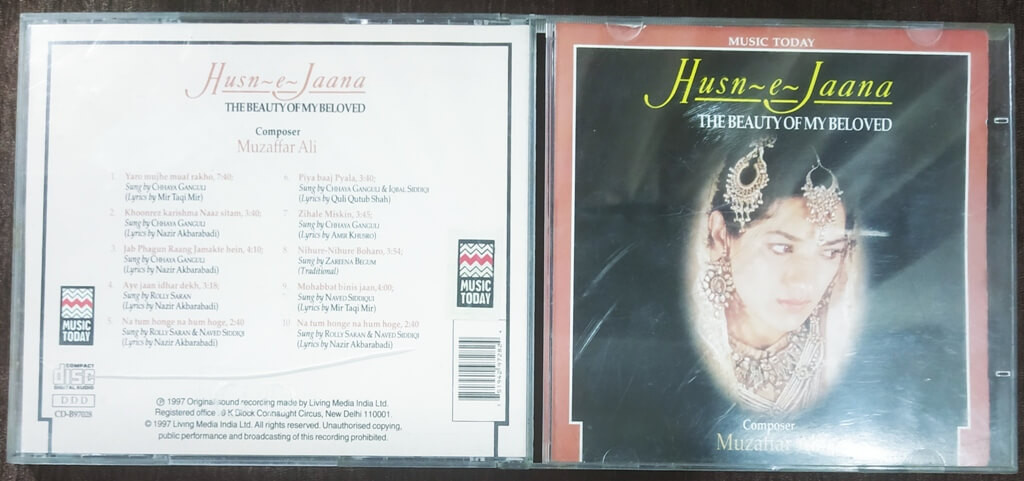 Husn~e~Jaana
THE BEAUTY OF MY BELOVED
Composer
Muzaffar Ali
1. Yam mujhe maal rakho, 7:40;
Sung by CHHAYA GANGULI
(Lyrics by Mir Taqi Mir)
2. Khoonrez karishma Naaz sitam, 3:40;
Sung by CHHAYA GANGULI
(Lyrics by Nazir Akbarabadi)
3. Jab Phagun Raang Jamakte hein, 4:10;
Sung by CHHAYA GANGULI
(Lyrics by Nazir Akbarabadi)
4. Aye jaan idhar dekh, 3:18;
Sung by ROLLY SARAN
(Lyrics by Nazir Akbarabadi)
5. Na tum honge na hum hoge, 2:40
Sung by ROLLY SARAN & NAVED SIDDIQI
(Lyrics by Nazir Akbarabadi)
6. Piya baaj Pyala, 3:40;
Sung by CHHAYA GANGULI & IQBAL SIDDIQI
(Lyrics by Quli Qutub Shah)
7. Zihale Miskin, 3:45;
Sung by CHHAYA GANGULI
(Lyrics by AMIR KHUSRO)
8. Nihure-Nihure Boharo, 5:54;
Sung by ZAREENA BEGUM
(Traditional)
9. Mohabbat binis jaao, 4:00;
Sung by NAVED SIDDIQUI
(Lyrics by Mir Taqi Mir)
10. Na tum honge na hum hoge, 2:40
Sung by ROLLY SARAN & NAVED SIDDIQI
(Lyrics by Nazir Akbarabadi)
MUSIC
TODAY
MUSIC
TODAY
COMPACT
disc
DIGITAL AUDIO
DDD
CD-B97028
℗ 1997 Original sound recording made by Living Media India Ltd.
Registered office K Block Connaught Circus, New Delhi 110001.
© 1997 Living Media India Ltd. All rights reserved. Unauthorised copying,
public performance and broadcasting of this recording prohibited.
MUSIC TODAY
Husn~e~Jaana
THE BEAUTY OF MY BELOVED
Composer
Muzaffar